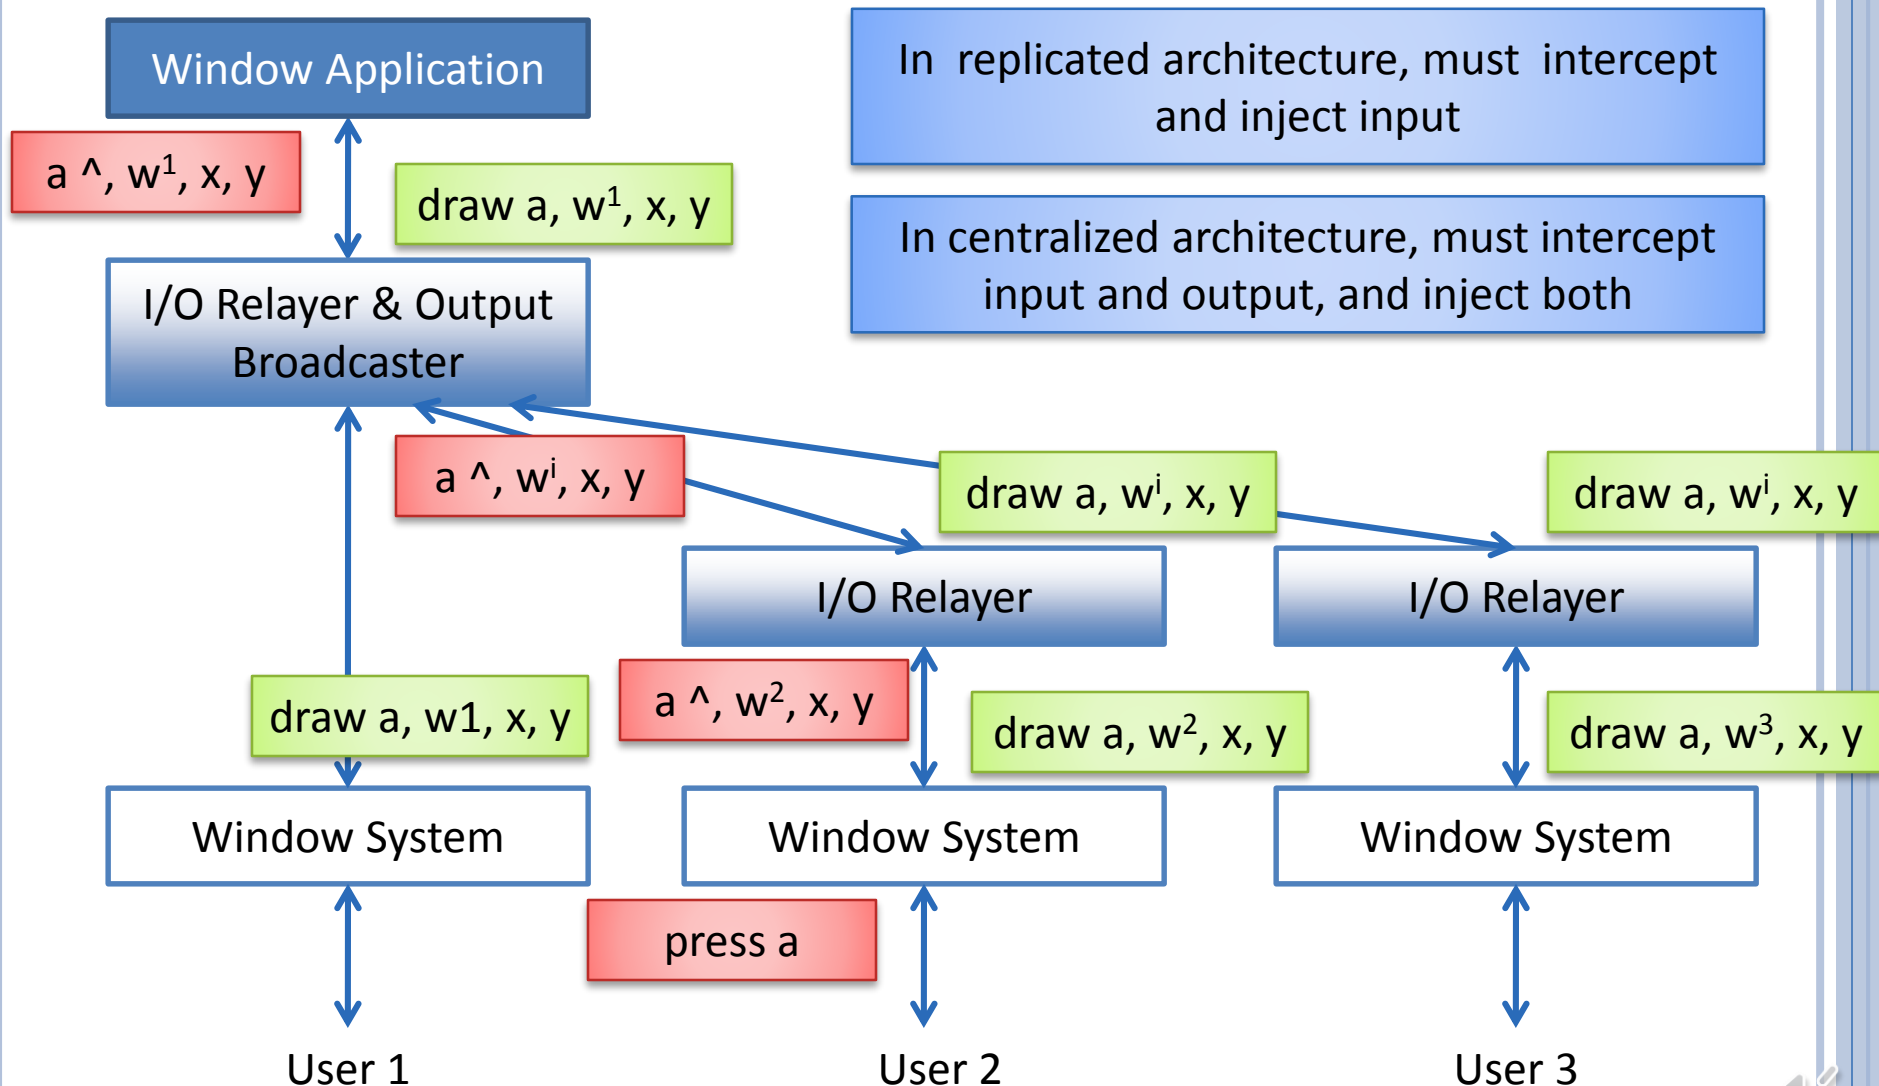 Window Application
In replicated architecture, must intercept
and inject input
a ^, w¹, x, y
draw a, w¹, x, y
In centralized architecture, must intercept
input and output, and inject both
I/O Relayer & Output
Broadcaster
a ^, wⁱ, x, y
draw a, wⁱ, x, y
draw a, wⁱ, x, y
I/O Relayer
I/O Relayer
draw a, w1, x, y
a ^, w², x, y
draw a, w², x, y
draw a, w³, x, y
Window System
Window System
Window System
press a
User 1
User 2
User 3